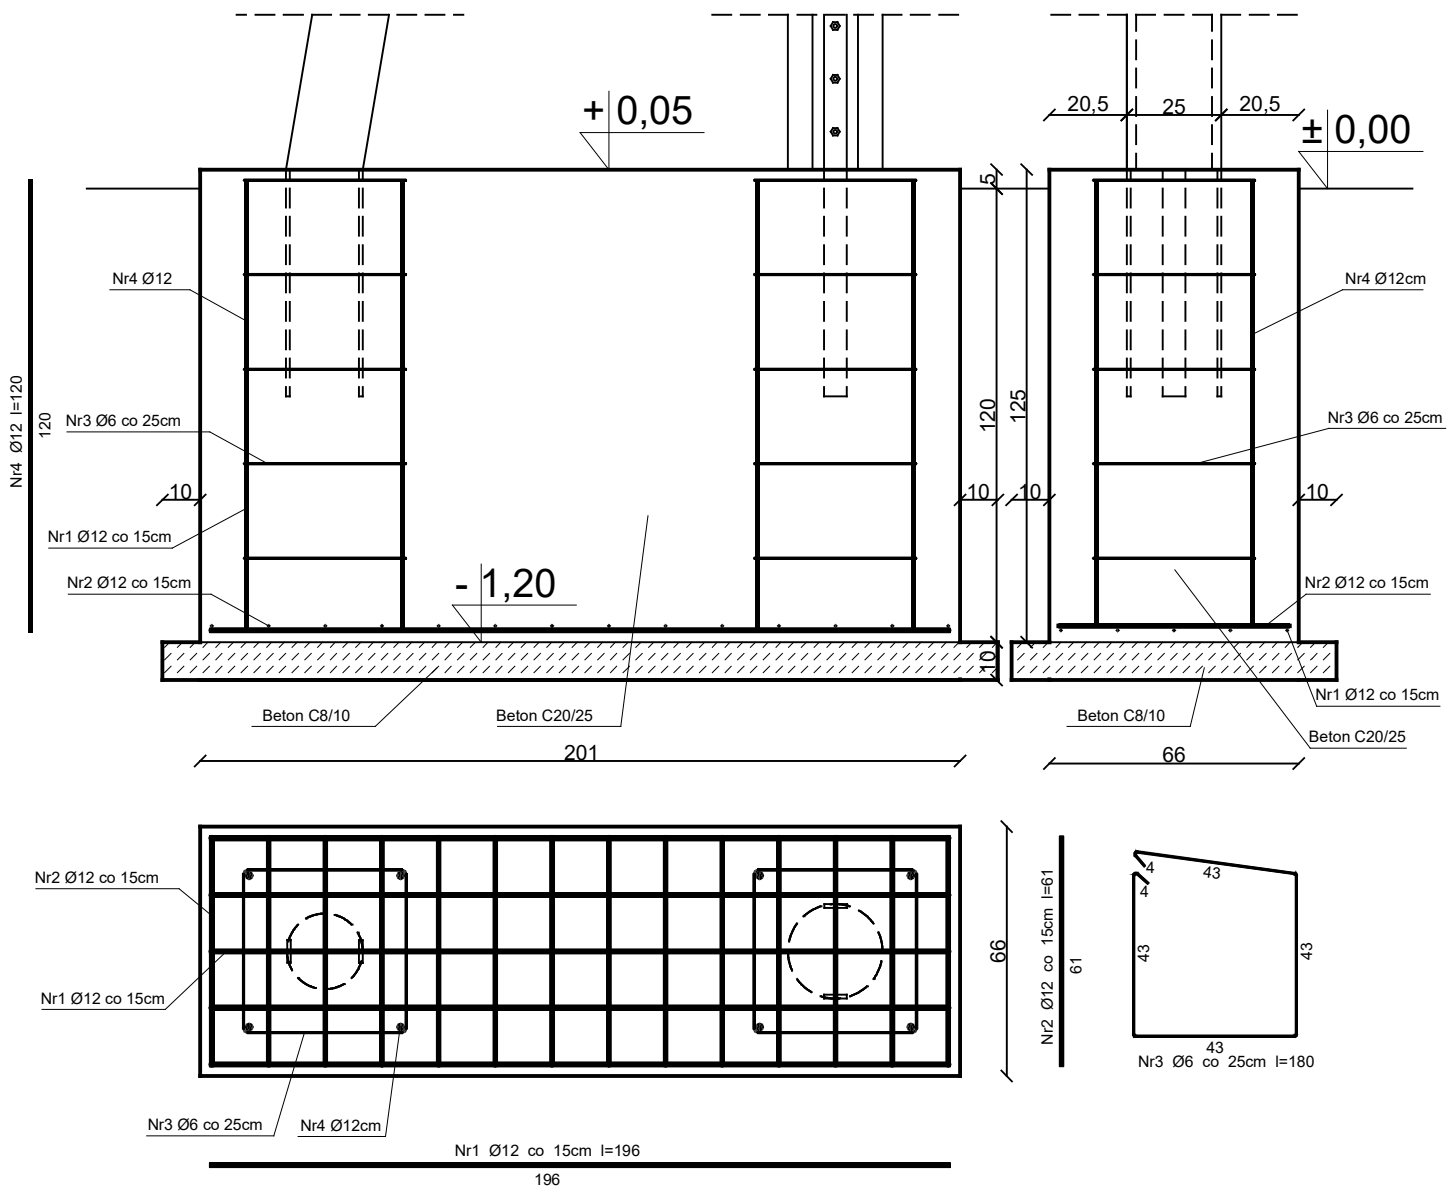 + 0,05
20,5
25
20,5
± 0,00
5
Nr4 Ø12
Nr4 Ø12cm
Nr4 Ø12 l=120
120
120
125
Nr3 Ø6 co 25cm
Nr3 Ø6 co 25cm
10
10
10
10
Nr1 Ø12 co 15cm
Nr2 Ø12 co 15cm
- 1,20
Nr2 Ø12 co 15cm
10
Nr1 Ø12 co 15cm
Beton C8/10
Beton C20/25
Beton C8/10
Beton C20/25
201
66
Nr2 Ø12 co 15cm
Nr1 Ø12 co 15cm
66
Nr2 Ø12 co 15cm l=61
61
4
4
43
43
43
43
Nr3 Ø6 co 25cm l=180
Nr3 Ø6 co 25cm
Nr4 Ø12cm
Nr1 Ø12 co 15cm l=196
196